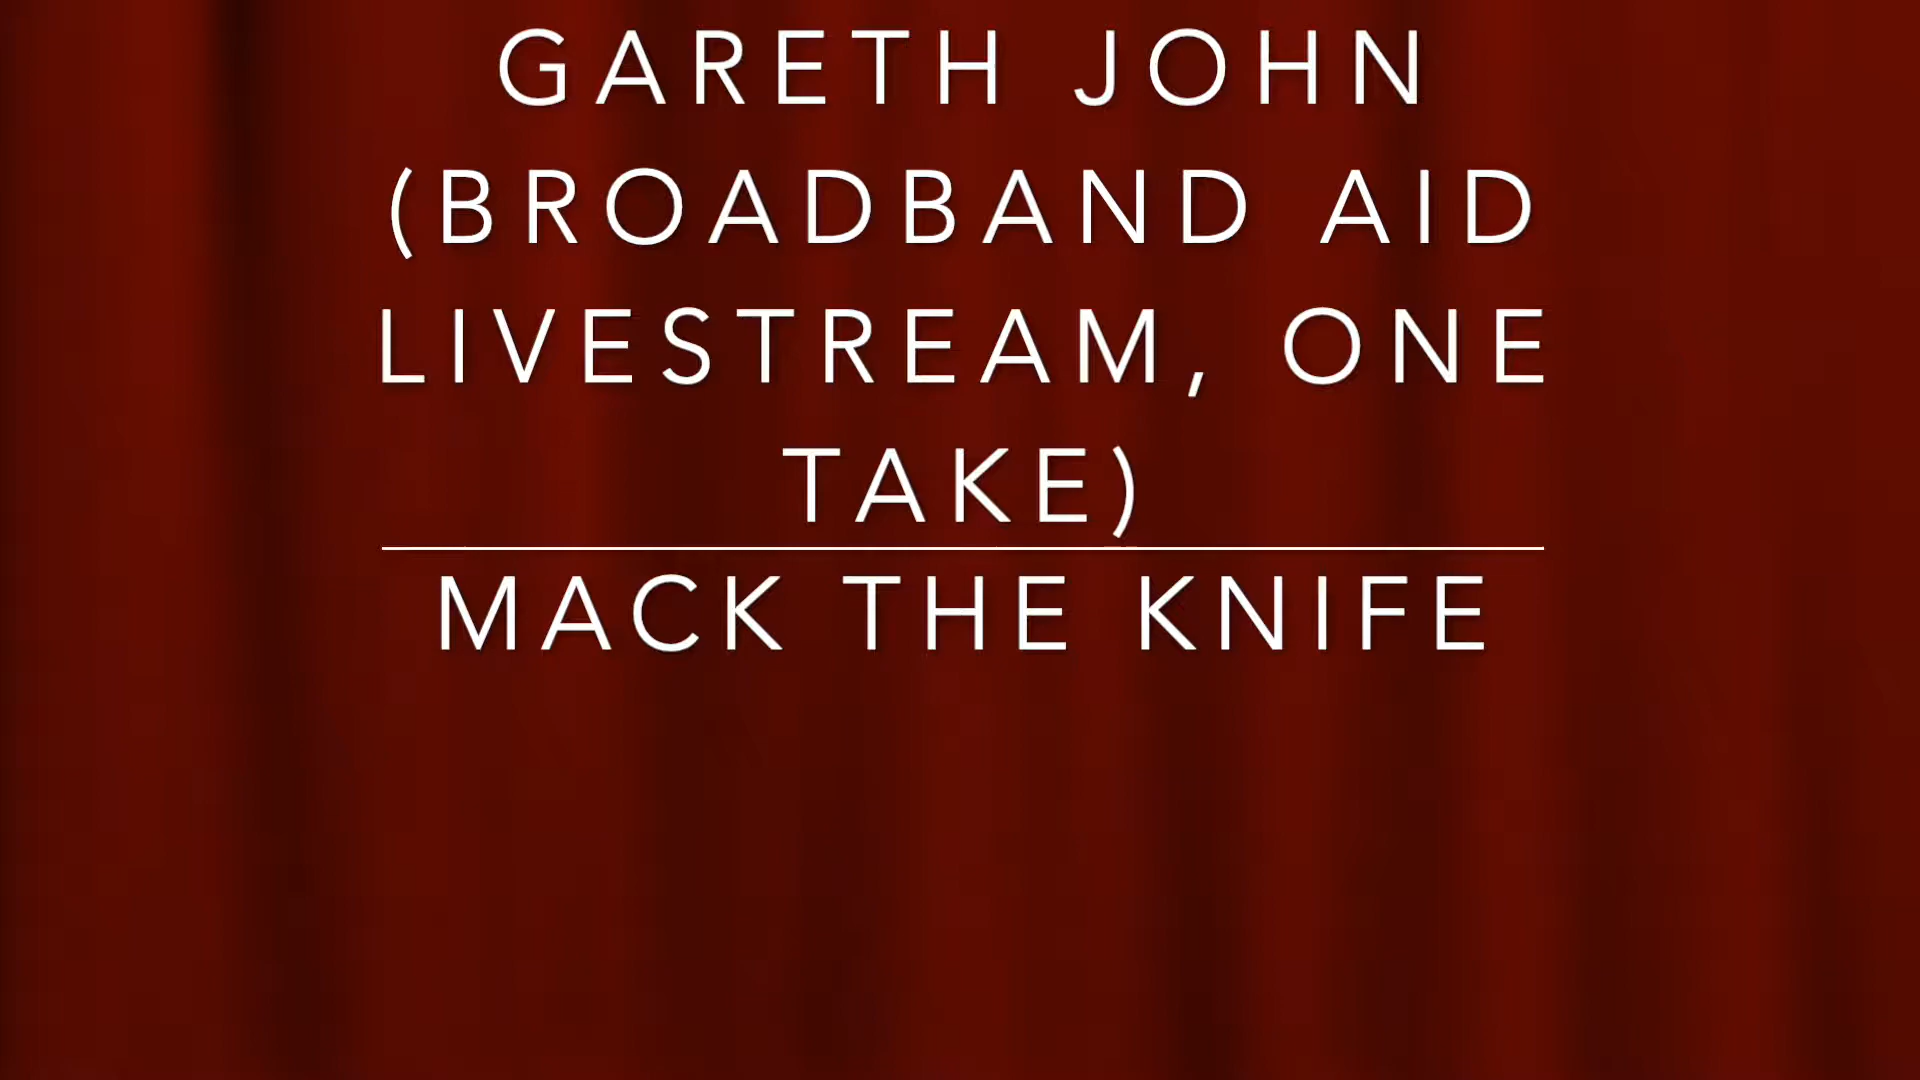 GARETH JOHN
(BROADBAND AID
LIVESTREAM, ONE
TAKE)
MACK THE KNIFE